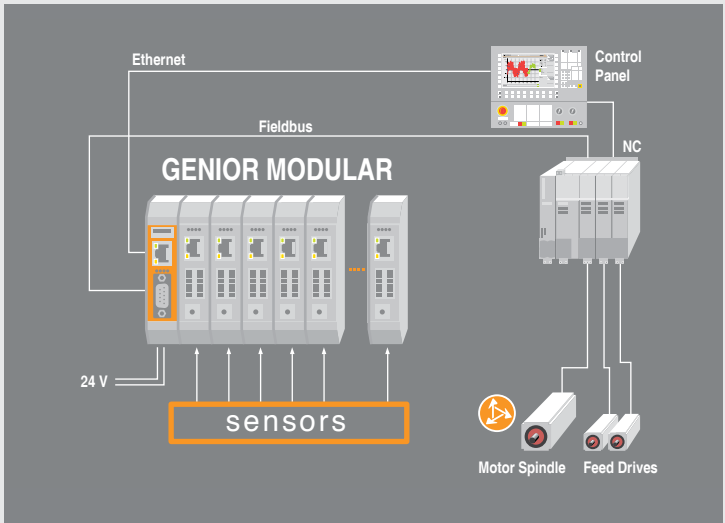 Ethernet
Control
Panel
Fieldbus
NC
GENIOR MODULAR
24 V
sensors
Motor Spindle
Feed Drives